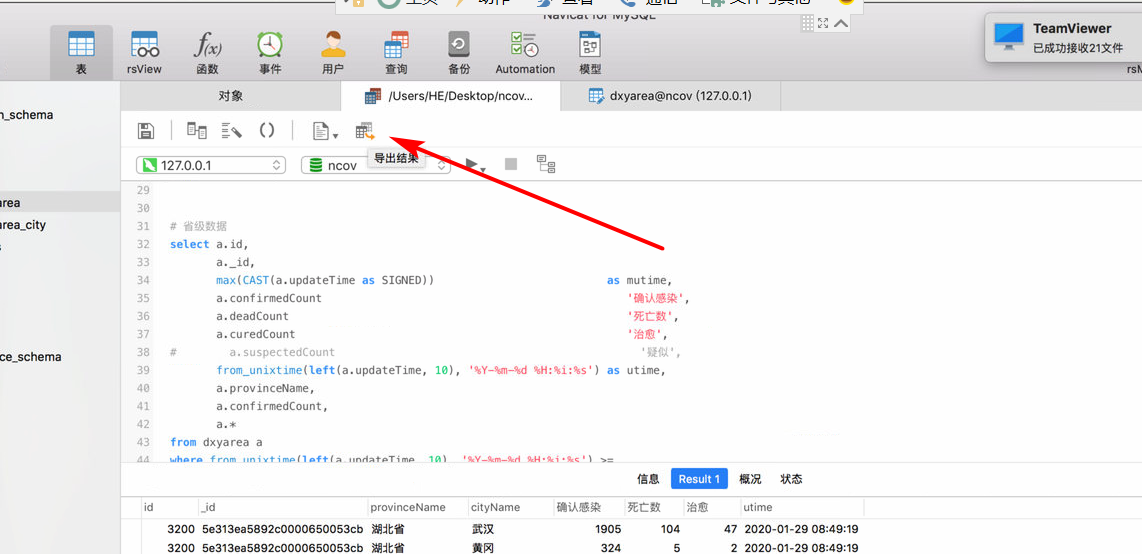 Navicat for MySQL
TeamViewer
已成功接收21文件
表
rsView
函数
事件
用户
查询
备份
Automation
模型
对象
/Users/HE/Desktop/ncov...
dxyarea@ncov (127.0.0.1)
导出结果
127.0.0.1
ncov
n_schema
area
area_city
ce_schema
29
30
31 # 省级数据
32 select a.id,
33 a._id,
34 max(CAST(a.updateTime as SIGNED)) as mutime,
35 a.confirmedCount '确认感染',
36 a.deadCount '死亡数',
37 a.curedCount '治愈',
38 # a.suspectedCount '疑似',
39 from_unixtime(left(a.updateTime, 10), '%Y-%m-%d %H:%i:%s') as utime,
40 a.provinceName,
41 a.confirmedCount,
42 a.*
43 from dxyarea a
44 where from_unixtime(left(a.updateTime, 10), '%Y-%m-%d %H:%i:%s') >=
信息 Result 1 概况 状态
id _id provinceName cityName 确认感染 死亡数 治愈 utime
3200 5e313ea5892c0000650053cb 湖北省 武汉 1905 104 47 2020-01-29 08:49:19
3200 5e313ea5892c0000650053cb 湖北省 黄冈 324 5 2 2020-01-29 08:49:19